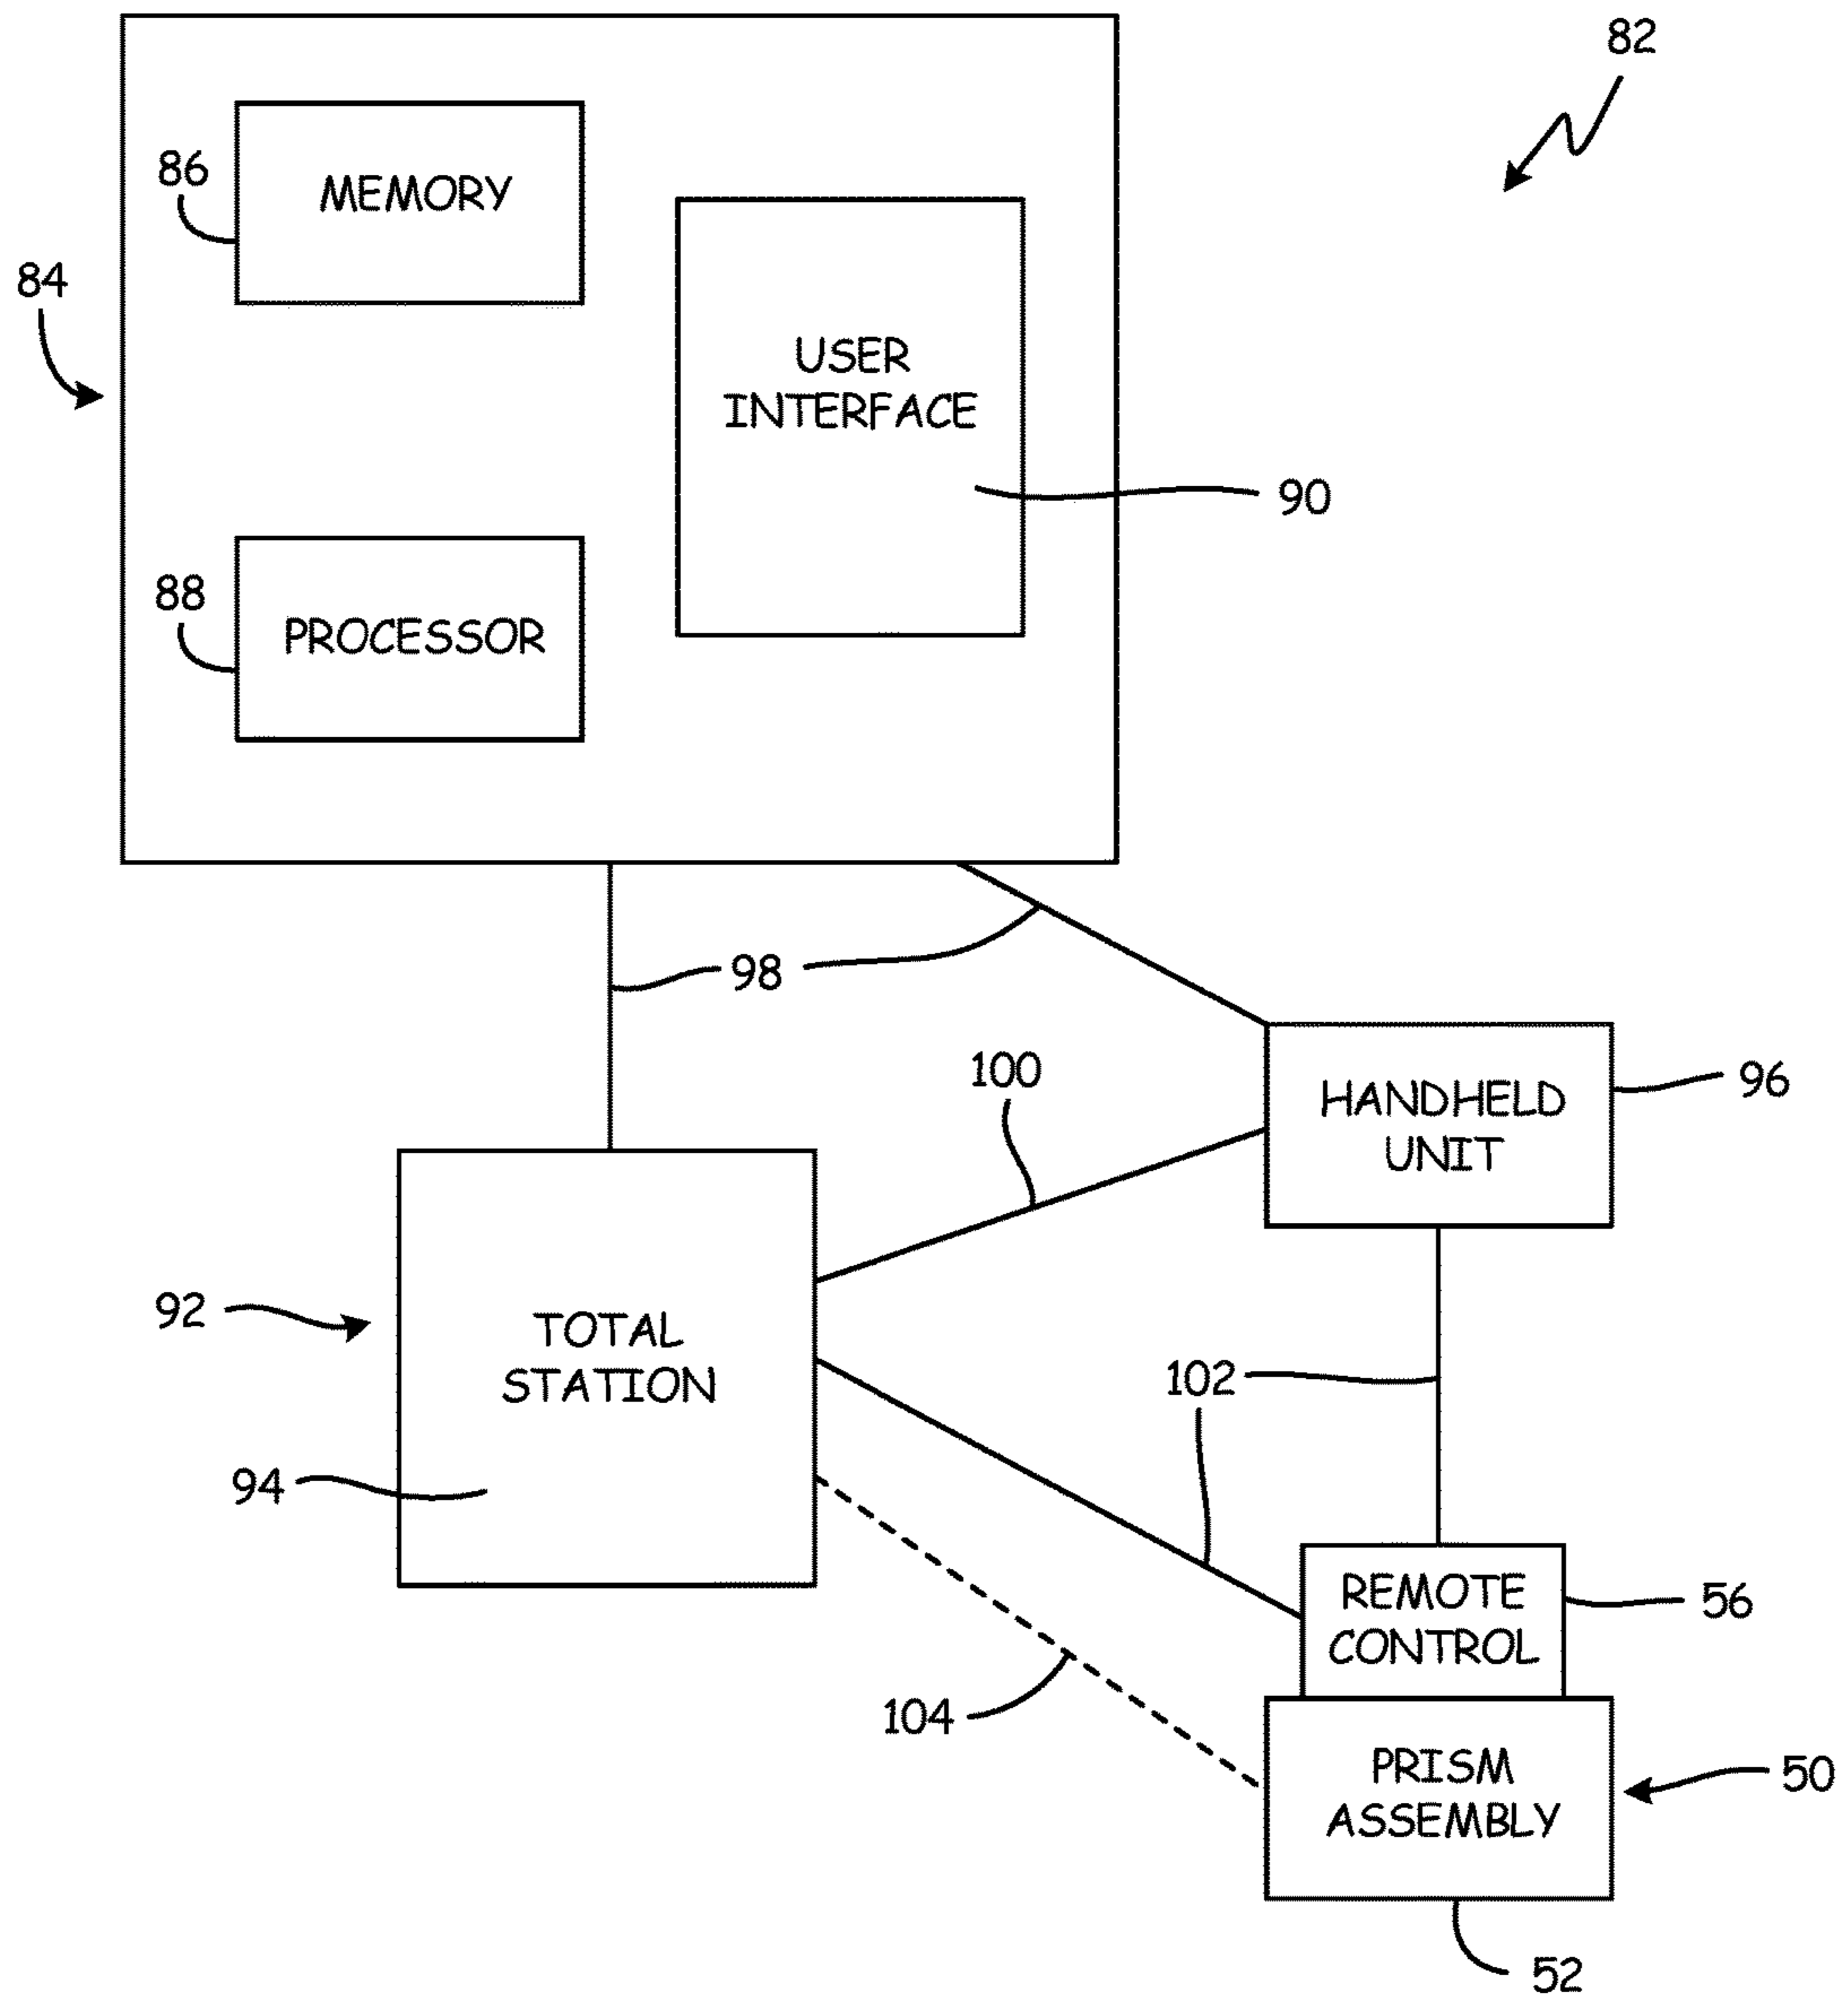 82
86
MEMORY
84
USER
INTERFACE
90
88
PROCESSOR
98
100
HANDHELD
UNIT
96
92
TOTAL
STATION
102
94
REMOTE
CONTROL
56
104
PRISM
ASSEMBLY
50
52